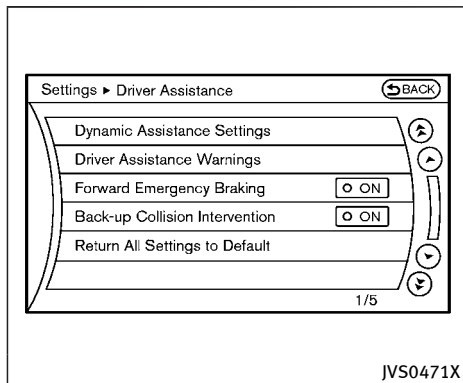 Settings ▸ Driver Assistance BACK
Dynamic Assistance Settings
Driver Assistance Warnings
Forward Emergency Braking ON
Back-up Collision Intervention ON
Return All Settings to Default
1/5
JVS0471X